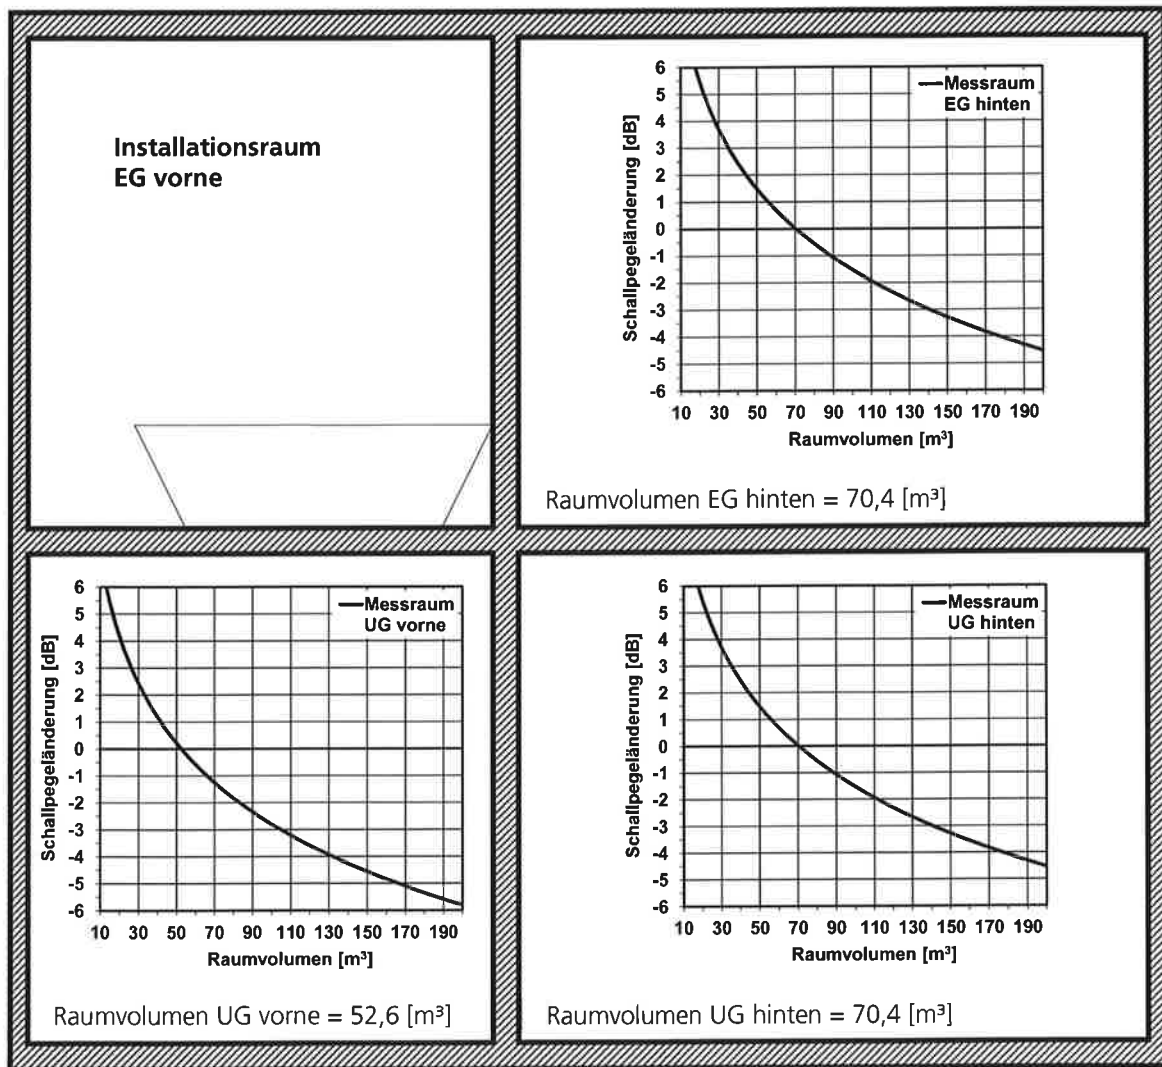 Installationsraum
EG vorne
Messraum
EG hinten
Schallpegeländerung [dB]
6
5
4
3
2
1
0
-1
-2
-3
-4
-5
-6
10 30 50 70 90 110 130 150 170 190
Raumvolumen [m³]
Raumvolumen EG hinten = 70,4 [m³]
Messraum
UG vorne
Schallpegeländerung [dB]
6
5
4
3
2
1
0
-1
-2
-3
-4
-5
-6
10 30 50 70 90 110 130 150 170 190
Raumvolumen [m³]
Raumvolumen UG vorne = 52,6 [m³]
Messraum
UG hinten
Schallpegeländerung [dB]
6
5
4
3
2
1
0
-1
-2
-3
-4
-5
-6
10 30 50 70 90 110 130 150 170 190
Raumvolumen [m³]
Raumvolumen UG hinten = 70,4 [m³]